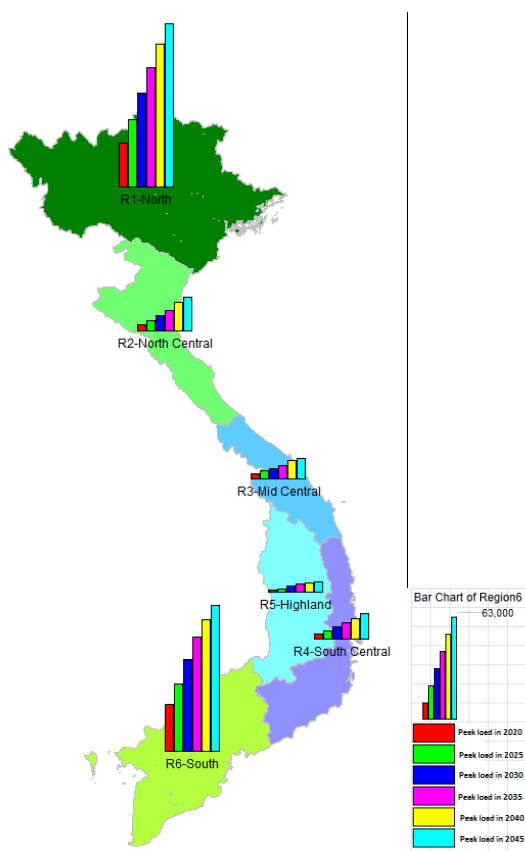 R1-North
R2-North Central
R3-Mid Central
R5-Highland
R4-South Central
R6-South
Bar Chart of Region6
63,000
Peak load in 2020
Peak load in 2025
Peak load in 2030
Peak load in 2035
Peak load in 2040
Peak load in 2045